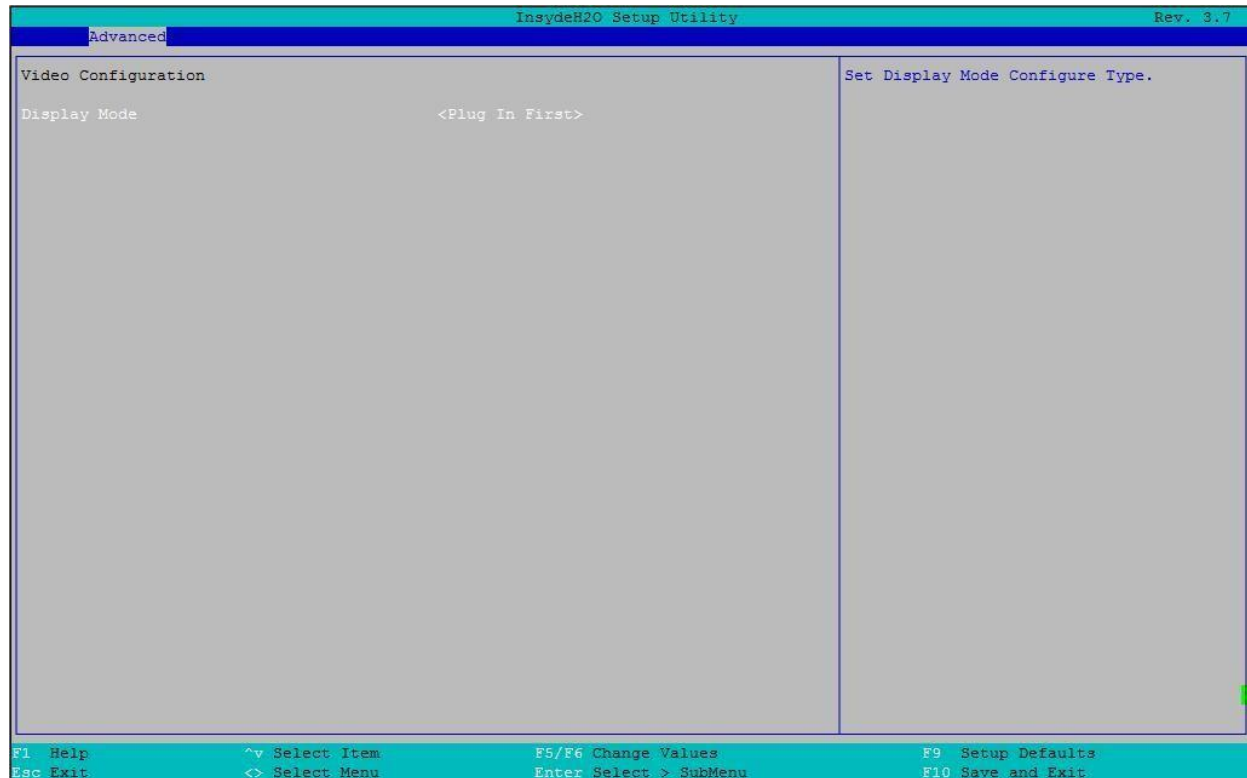 InsydeH20 Setup Utility Rev. 3.7
Advanced
Video Configuration Set Display Mode Configure Type.
Display Mode <Plug In First>
F1 Help ^v Select Item F5/F6 Change Values F9 Setup Defaults
Esc Exit <> Select Menu Enter Select > SubMenu F10 Save and Exit